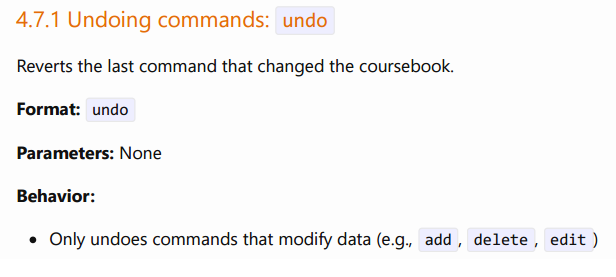 4.7.1 Undoing commands: undo
Reverts the last command that changed the coursebook.
Format: undo
Parameters: None
Behavior:
• Only undoes commands that modify data (e.g., add, delete, edit)